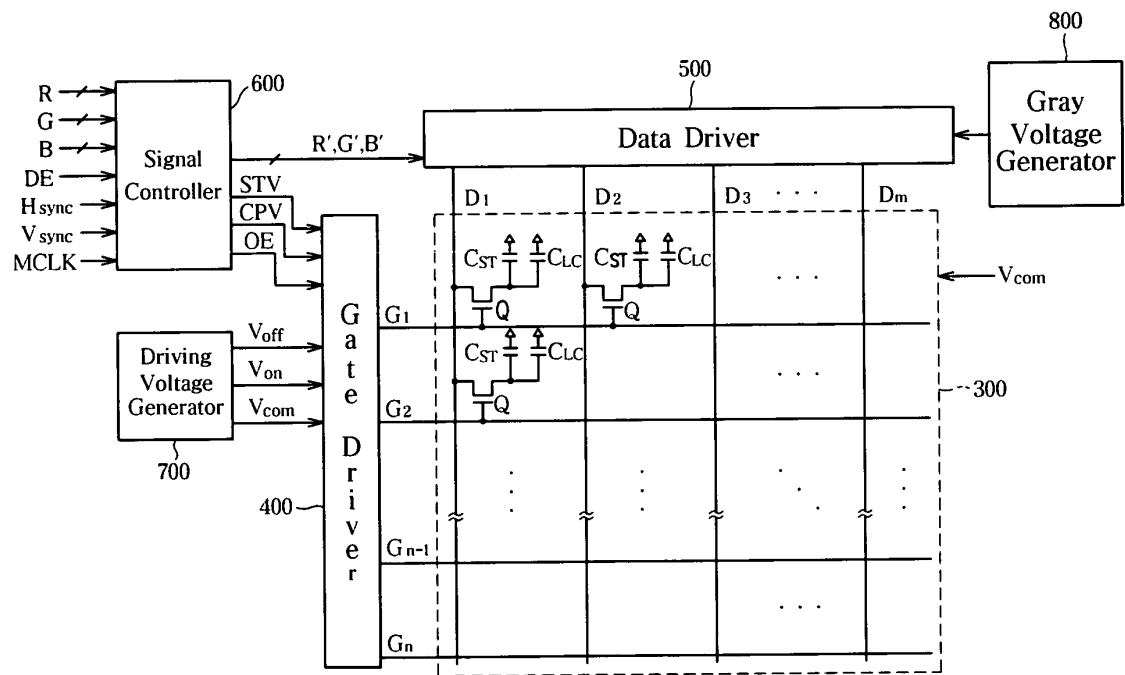 800
600
500
R
G
B
DE
Hsync
Vsync
MCLK
Signal
Controller
R′,G′,B′
STV
CPV
OE
Data Driver
Gray
Voltage
Generator
D1
D2
D3
. . .
Dm
CST
CLC
CST
CLC
. . .
Vcom
Q
Q
G1
Driving
Voltage
Generator
700
Voff
Von
Vcom
Gate
Driver
400
CST
CLC
. . .
300
Q
G2
Gn-1
. . .
Gn